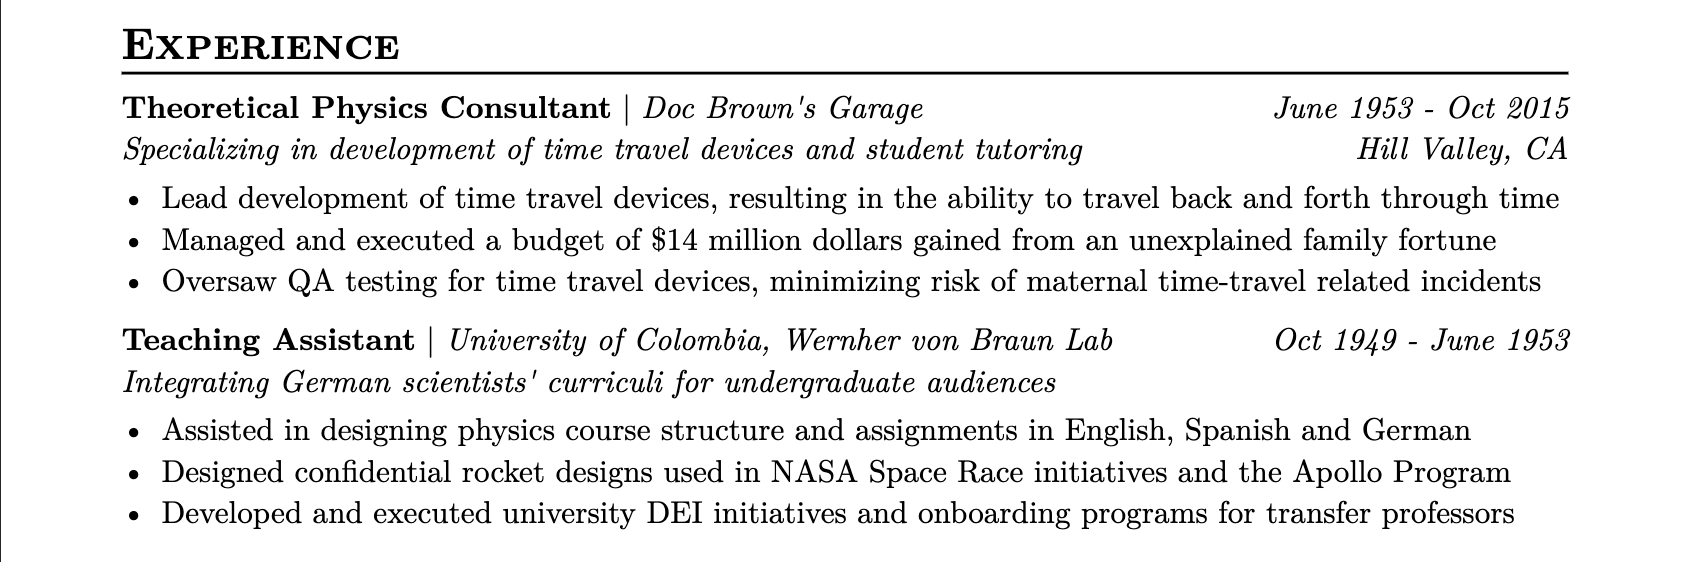 EXPERIENCE
Theoretical Physics Consultant | Doc Brown's Garage June 1953 - Oct 2015
Specializing in development of time travel devices and student tutoring Hill Valley, CA
• Lead development of time travel devices, resulting in the ability to travel back and forth through time
• Managed and executed a budget of $14 million dollars gained from an unexplained family fortune
• Oversaw QA testing for time travel devices, minimizing risk of maternal time-travel related incidents
Teaching Assistant | University of Colombia, Wernher von Braun Lab Oct 1949 - June 1953
Integrating German scientists' curriculi for undergraduate audiences
• Assisted in designing physics course structure and assignments in English, Spanish and German
• Designed confidential rocket designs used in NASA Space Race initiatives and the Apollo Program
• Developed and executed university DEI initiatives and onboarding programs for transfer professors